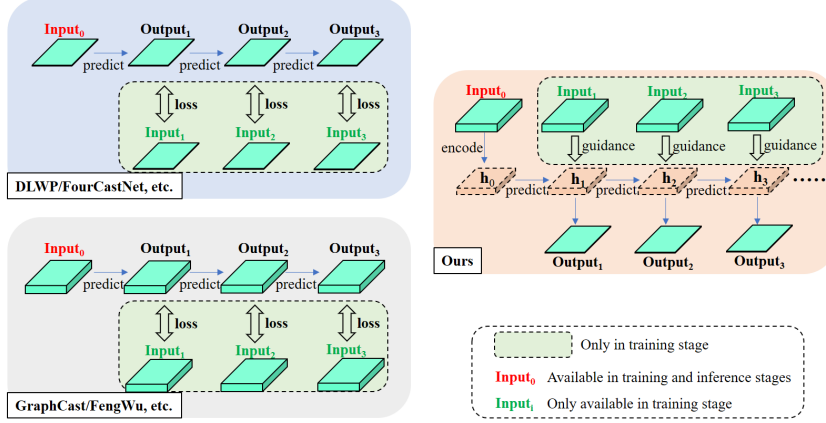 Input₀ Output₁ Output₂ Output₃
predict predict predict
loss loss loss
Input₁ Input₂ Input₃
DLWP/FourCastNet, etc.
Input₀ Output₁ Output₂ Output₃
predict predict predict
loss loss loss
Input₁ Input₂ Input₃
GraphCast/FengWu, etc.
Input₀ Input₁ Input₂ Input₃
encode guidance guidance guidance
h₀ h₁ h₂ h₃ ·····
predict predict predict
Output₁ Output₂ Output₃
Ours
Only in training stage
Input₀ Available in training and inference stages
Inputᵢ Only available in training stage